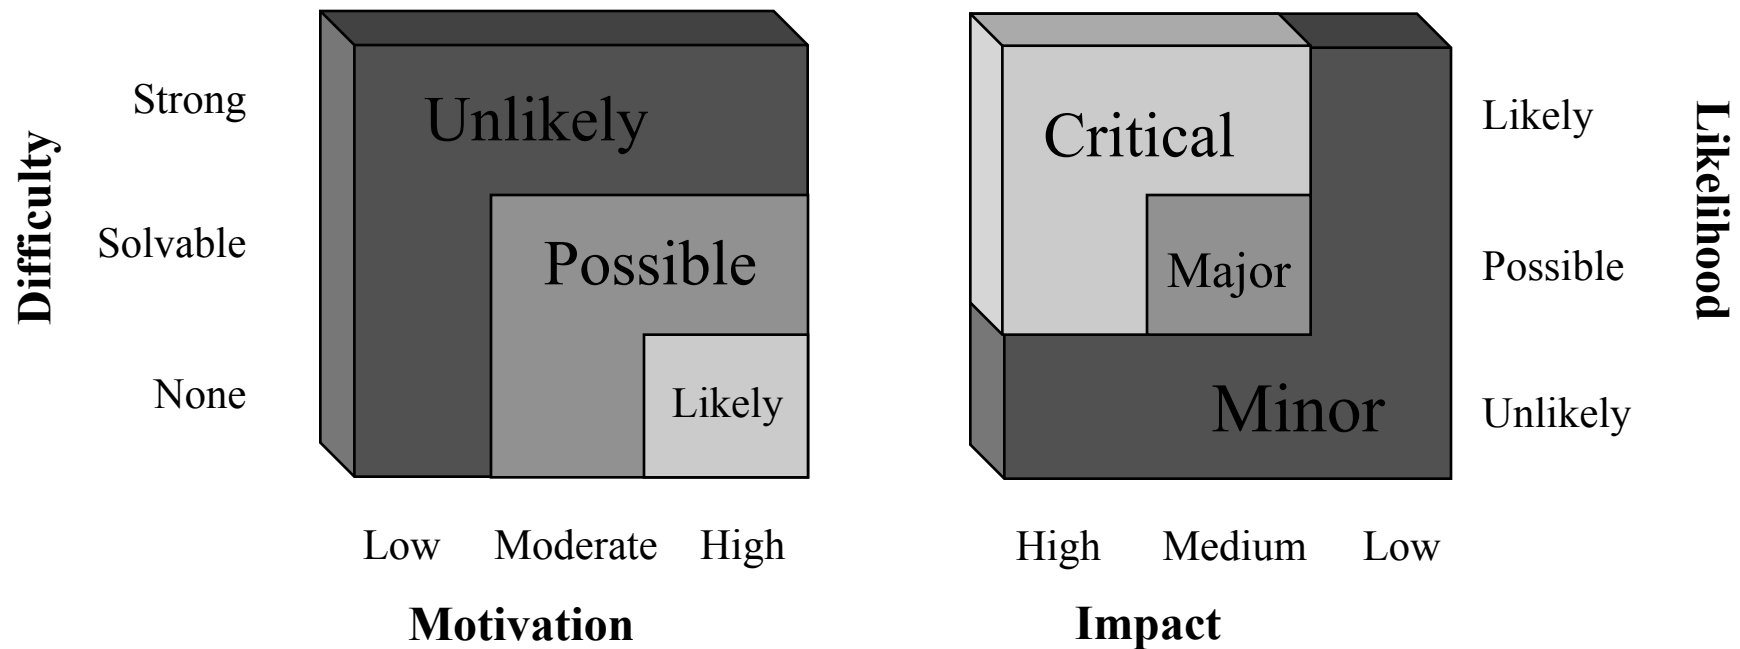 Difficulty
Strong
Solvable
None
Unlikely
Possible
Likely
Low Moderate High
Motivation
Critical
Major
Minor
Likely
Possible
Unlikely
Likelihood
High Medium Low
Impact